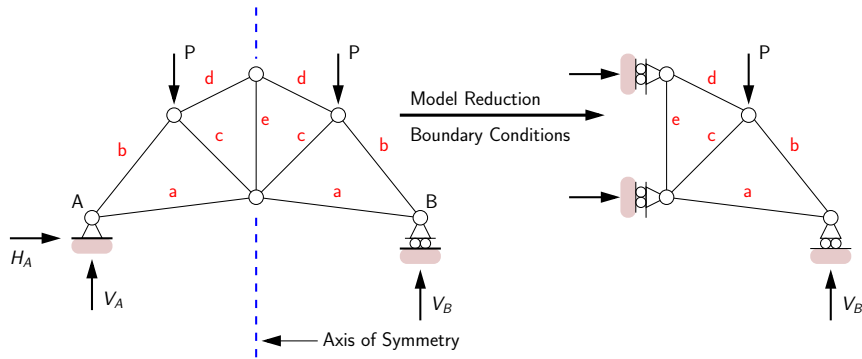 P
P
P
d
d
d
Model Reduction
e
e
b
c
c
c
b
b
Boundary Conditions
a
a
a
A
B
H_A
V_A
V_B
V_B
Axis of Symmetry